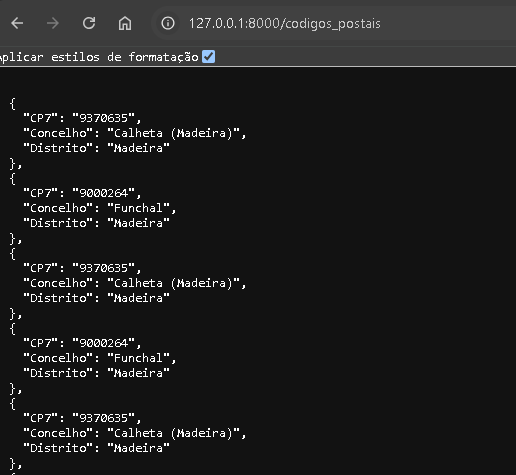 127.0.0.1:8000/codigos_postais
Aplicar estilos de formatação
{
"CP7": "9370635",
"Concelho": "Calheta (Madeira)",
"Distrito": "Madeira"
},
{
"CP7": "9000264",
"Concelho": "Funchal",
"Distrito": "Madeira"
},
{
"CP7": "9370635",
"Concelho": "Calheta (Madeira)",
"Distrito": "Madeira"
},
{
"CP7": "9000264",
"Concelho": "Funchal",
"Distrito": "Madeira"
},
{
"CP7": "9370635",
"Concelho": "Calheta (Madeira)",
"Distrito": "Madeira"
},